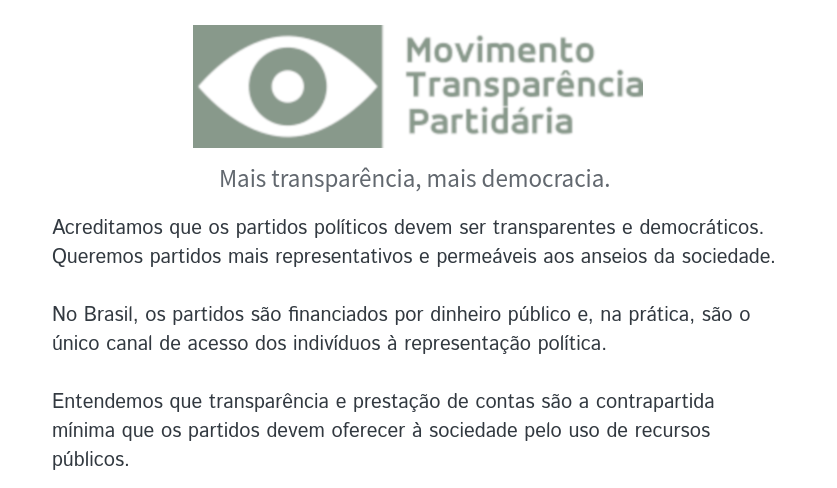 Movimento
Transparência
Partidária
Mais transparência, mais democracia.
Acreditamos que os partidos políticos devem ser transparentes e democráticos.
Queremos partidos mais representativos e permeáveis aos anseios da sociedade.
No Brasil, os partidos são financiados por dinheiro público e, na prática, são o
único canal de acesso dos indivíduos à representação política.
Entendemos que transparência e prestação de contas são a contrapartida
mínima que os partidos devem oferecer à sociedade pelo uso de recursos
públicos.